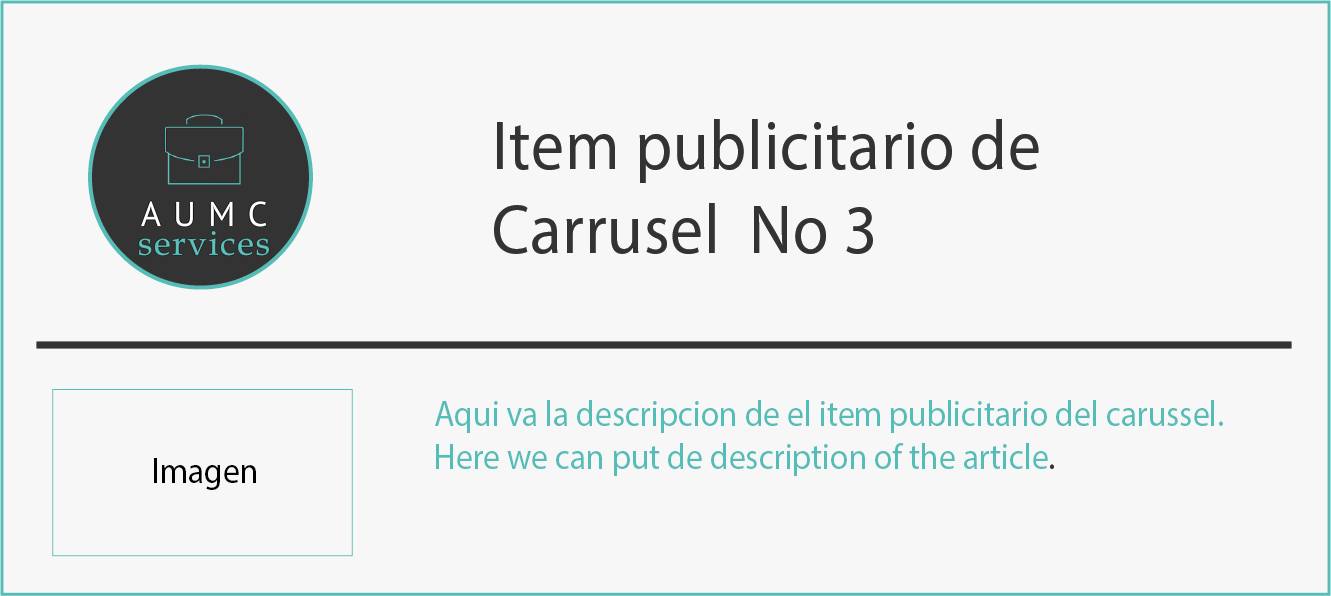 AUMC
services
Item publicitario de
Carrusel No 3
Imagen
Aqui va la descripcion de el item publicitario del carussel.
Here we can put de description of the article.